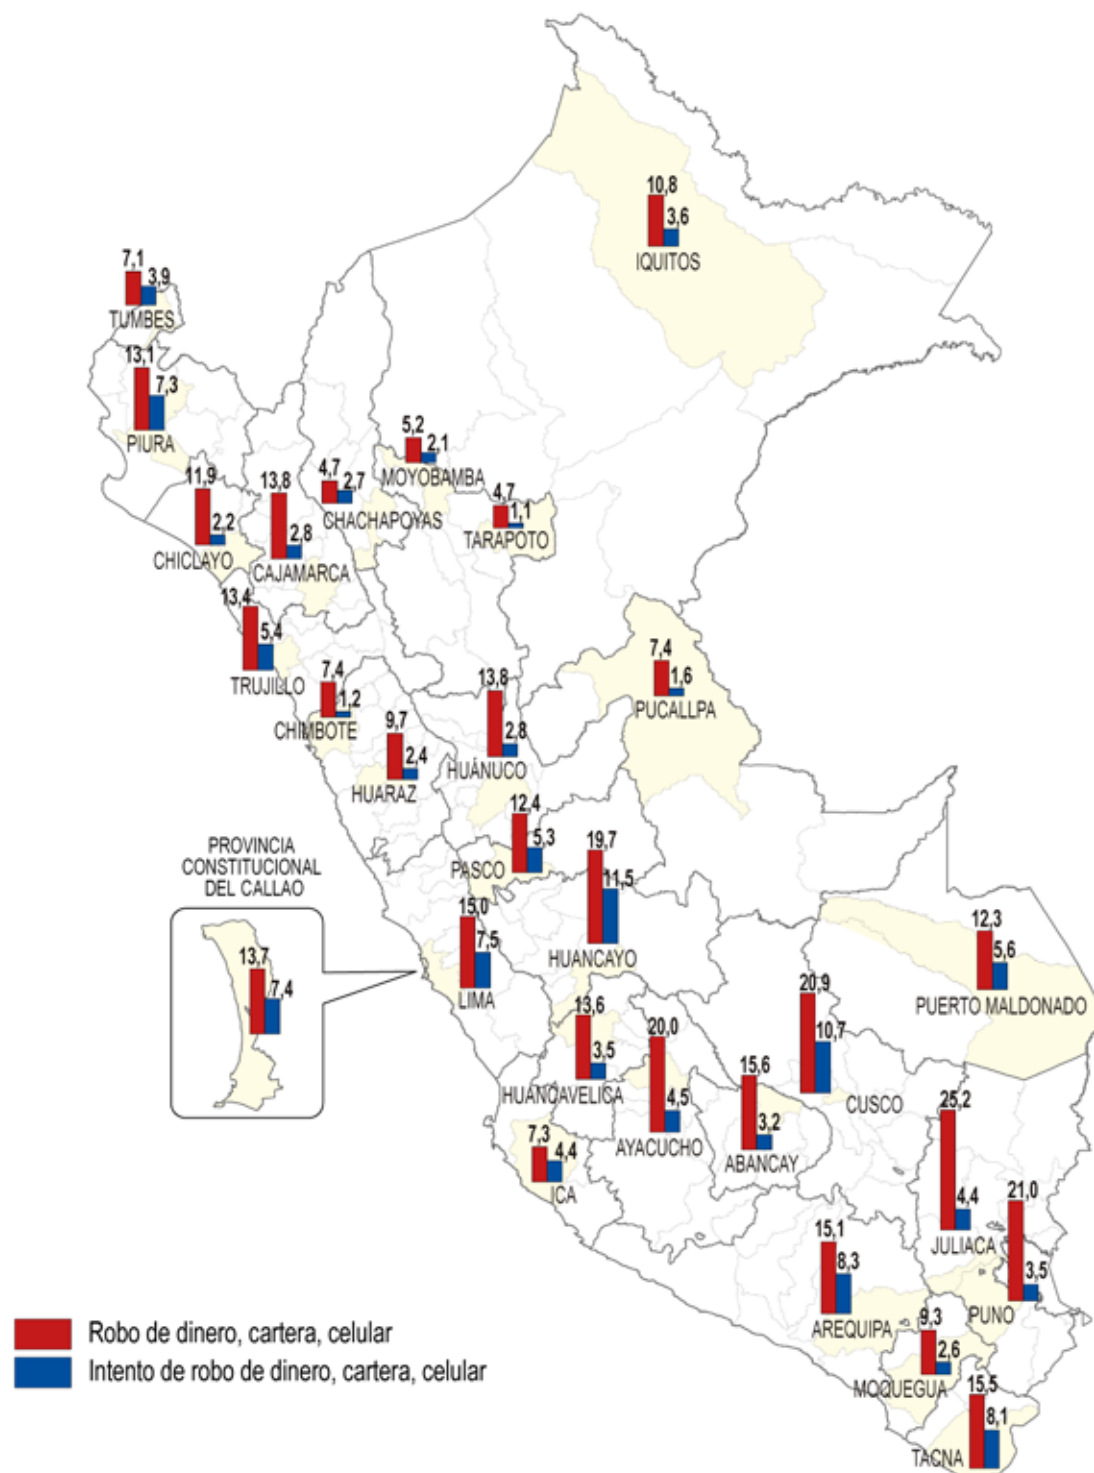 10,8
3,6
IQUITOS
7,1
3,9
TUMBES
13,1
7,3
PIURA
5,2
2,1
MOYOBAMBA
4,7
2,7
CHACHAPOYAS
4,7
1,1
TARAPOTO
11,9
2,2
CHICLAYO
13,8
2,8
CAJAMARCA
13,4
5,4
TRUJILLO
7,4
1,2
CHIMBOTE
9,7
2,4
HUARAZ
13,8
2,8
HUÁNUCO
7,4
1,6
PUCALLPA
12,4
5,3
PASCO
19,7
11,5
HUANCAYO
PROVINCIA
CONSTITUCIONAL
DEL CALLAO
13,7
7,4
15,0
7,5
LIMA
12,3
5,6
PUERTO MALDONADO
13,6
3,5
HUANCAVELICA
20,0
4,5
AYACUCHO
15,6
3,2
ABANCAY
20,9
10,7
CUSCO
7,3
4,4
ICA
25,2
4,4
JULIACA
21,0
3,5
PUNO
15,1
8,3
AREQUIPA
9,3
2,6
MOQUEGUA
15,5
8,1
TACNA
Robo de dinero, cartera, celular
Intento de robo de dinero, cartera, celular